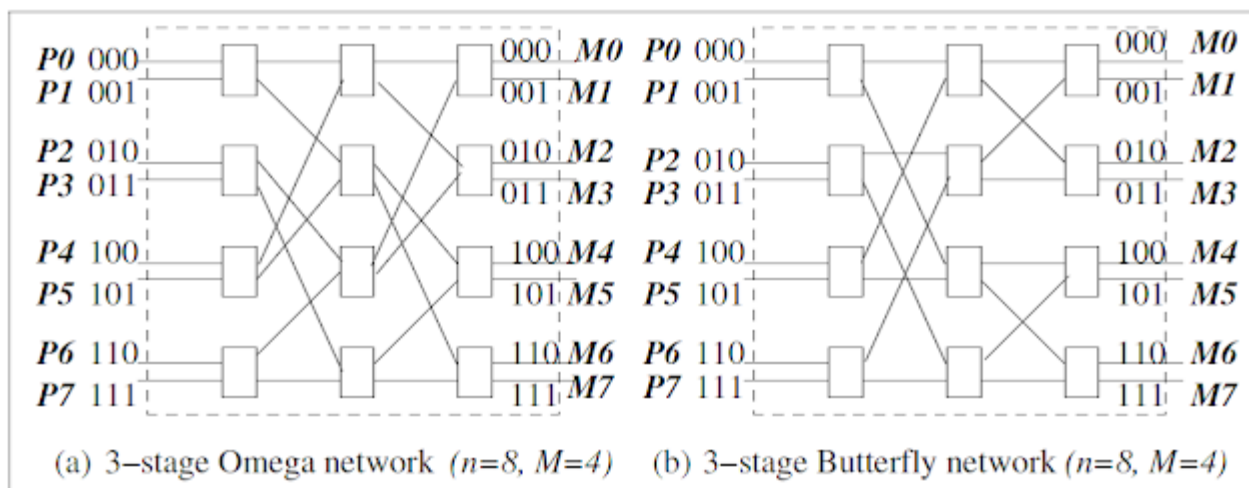 P0 000 000 M0 P0 000 000 M0
P1 001 001 M1 P1 001 001 M1
P2 010 010 M2 P2 010 010 M2
P3 011 011 M3 P3 011 011 M3
P4 100 100 M4 P4 100 100 M4
P5 101 101 M5 P5 101 101 M5
P6 110 110 M6 P6 110 110 M6
P7 111 111 M7 P7 111 111 M7
(a) 3−stage Omega network (n=8, M=4) (b) 3−stage Butterfly network (n=8, M=4)